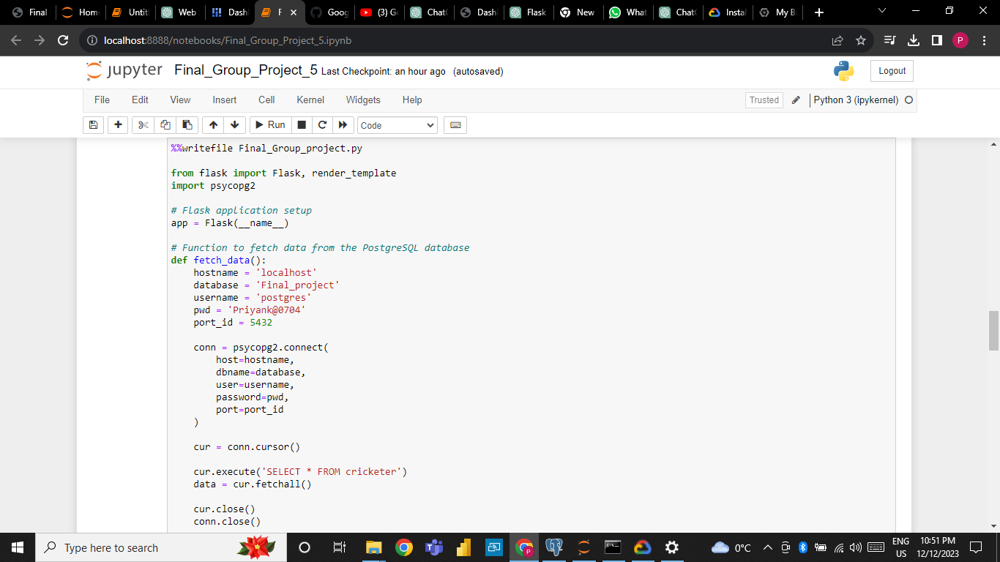 Final
Hom
Untit
Web
Dash
F
Goog
(3) G
Chat
Dash
Flask
New
What
Chat
Instal
My B
localhost:8888/notebooks/Final_Group_Project_5.ipynb
P
jupyter Final_Group_Project_5 Last Checkpoint: an hour ago (autosaved)
Logout
File Edit View Insert Cell Kernel Widgets Help
Trusted
Python 3 (ipykernel)
Run
Code
%%writefile Final_Group_project.py
from flask import Flask, render_template
import psycopg2
# Flask application setup
app = Flask(__name__)
# Function to fetch data from the PostgreSQL database
def fetch_data():
hostname = 'localhost'
database = 'Final_project'
username = 'postgres'
pwd = 'Priyank@0704'
port_id = 5432
conn = psycopg2.connect(
host=hostname,
dbname=database,
user=username,
password=pwd,
port=port_id
)
cur = conn.cursor()
cur.execute('SELECT * FROM cricketer')
data = cur.fetchall()
cur.close()
conn.close()
Type here to search
0°C
ENG
US
10:51 PM
12/12/2023